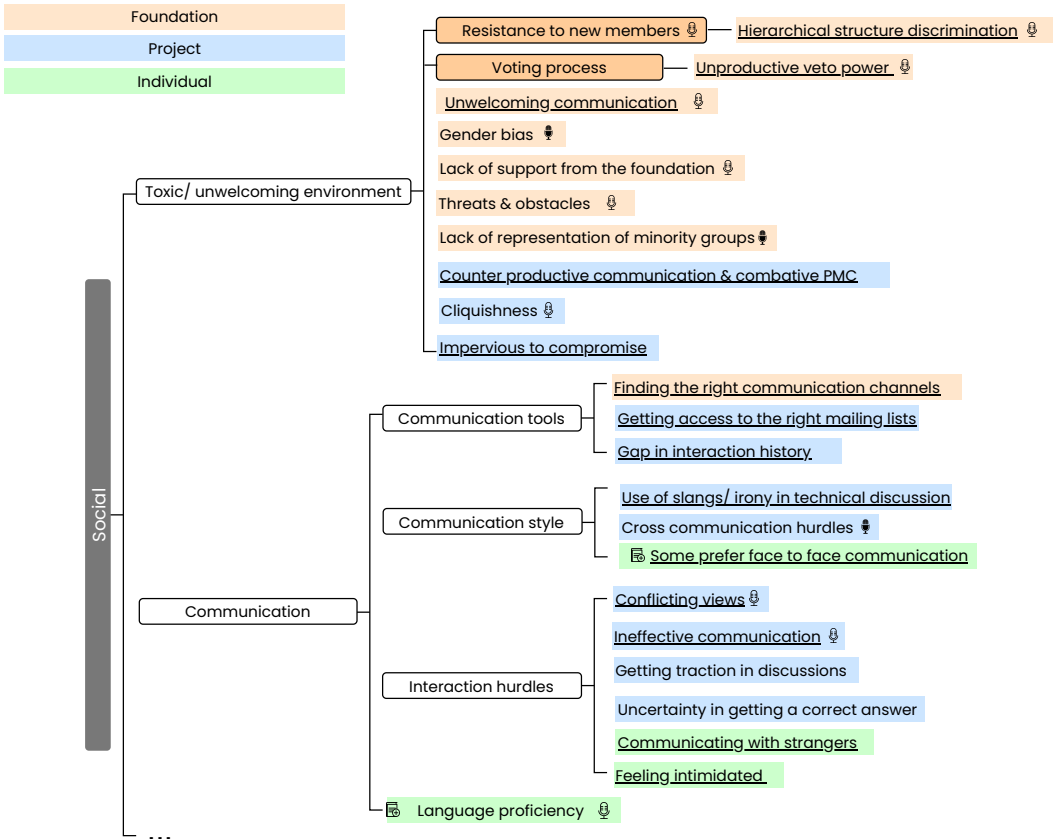 Foundation
Project
Individual
Resistance to new members
Hierarchical structure discrimination
Voting process
Unproductive veto power
Unwelcoming communication
Gender bias
Lack of support from the foundation
Toxic/ unwelcoming environment
Threats & obstacles
Lack of representation of minority groups
Counter productive communication & combative PMC
Cliquishness
Impervious to compromise
Social
Finding the right communication channels
Communication tools
Getting access to the right mailing lists
Gap in interaction history
Use of slangs/ irony in technical discussion
Communication style
Cross communication hurdles
Some prefer face to face communication
Communication
Conflicting views
Ineffective communication
Getting traction in discussions
Interaction hurdles
Uncertainty in getting a correct answer
Communicating with strangers
Feeling intimidated
Language proficiency
...